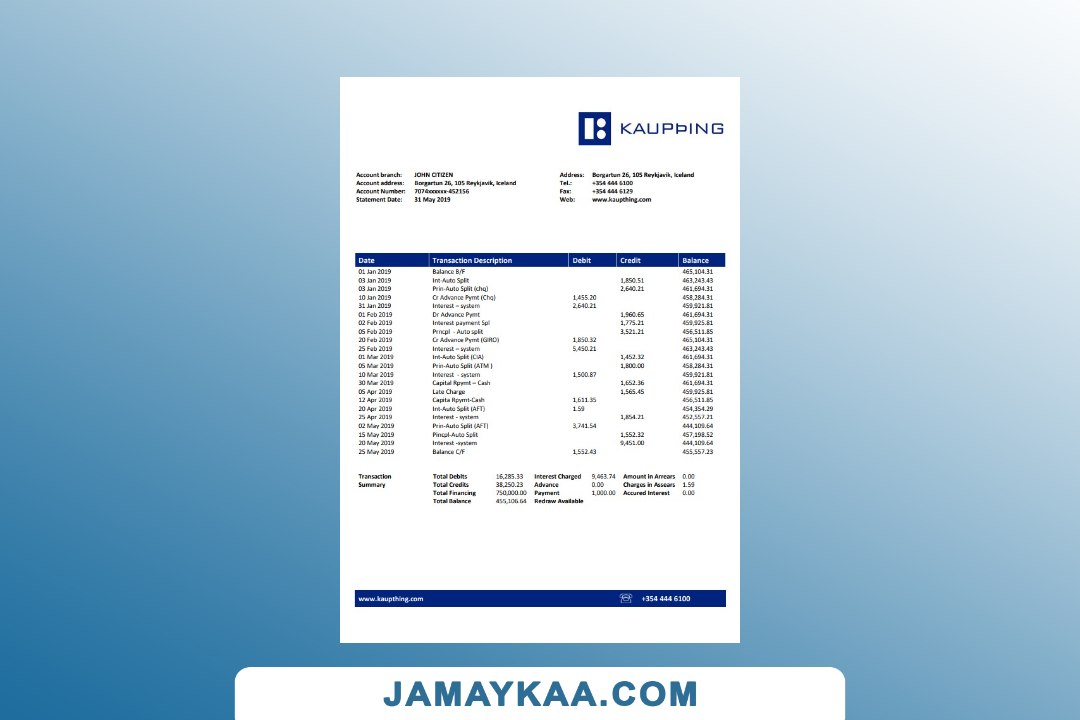 KAUPÞING
Account branch: JOHN CITIZEN
Account address: Borgartun 26, 105 Reykjavik, Iceland
Account Number: 7074xxxxxx-452156
Statement Date: 31 May 2019
Address: Borgartun 26, 105 Reykjavik, Iceland
Tel.: +354 444 6100
Fax: +354 444 6129
Web: www.kaupthing.com
Date Transaction Description Debit Credit Balance
01 Jan 2019 Balance B/F 465,104.31
03 Jan 2019 Int-Auto Split 1,850.51 463,243.43
03 Jan 2019 Prin-Auto Split (chq) 2,640.21 461,694.31
10 Jan 2019 Cr Advance Pymt (Chq) 1,455.20 458,284.31
31 Jan 2019 Interest – system 2,640.21 459,921.81
01 Feb 2019 Dr Advance Pymt 1,960.65 461,694.31
02 Feb 2019 Interest payment Spl 1,775.21 459,925.81
05 Feb 2019 Prncpl - Auto split 3,521.21 456,511.85
20 Feb 2019 Cr Advance Pymt (GIRO) 1,850.32 465,104.31
25 Feb 2019 Interest – system 5,450.21 463,243.43
01 Mar 2019 Int-Auto Split (CIA) 1,452.32 461,694.31
05 Mar 2019 Prin-Auto Split (ATM ) 1,800.00 458,284.31
10 Mar 2019 Interest - system 1,500.87 459,921.81
30 Mar 2019 Capital Rpymt – Cash 1,652.36 461,694.31
05 Apr 2019 Late Charge 1,565.45 459,925.81
12 Apr 2019 Capita Rpymt-Cash 1,611.35 456,511.85
20 Apr 2019 Int-Auto Split (AFT) 1.59 454,354.29
25 Apr 2019 Interest - system 1,854.21 452,557.21
02 May 2019 Prin-Auto Split (AFT) 3,741.54 444,109.64
15 May 2019 Pincpl-Auto Split 1,552.32 457,198.52
20 May 2019 Interest -system 9,451.00 444,109.64
25 May 2019 Balance C/F 1,552.43 455,557.23
Transaction Total Debits 16,285.33 Interest Charged 9,463.74 Amount in Arrears 0.00
Summary Total Credits 38,250.23 Advance 0.00 Charges in Assears 1.59
Total Financing 750,000.00 Payment 1,000.00 Accured Interest 0.00
Total Balance 455,106.64 Redraw Available
www.kaupthing.com +354 444 6100
JAMAYKAA.COM